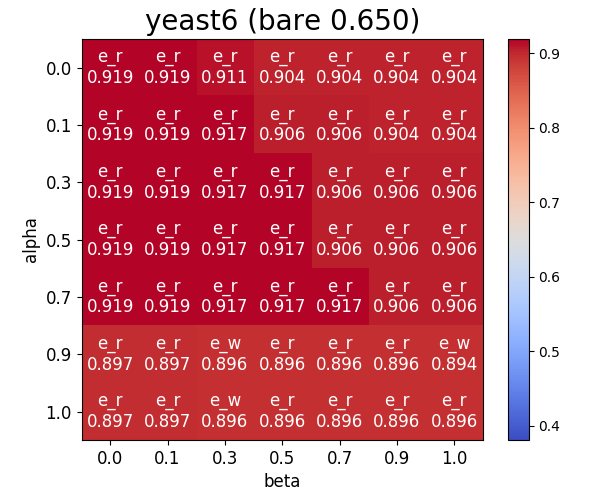 yeast6 (bare 0.650)
0.0 e_r e_r e_r e_r e_r e_r e_r
0.919 0.919 0.911 0.904 0.904 0.904 0.904
0.1 e_r e_r e_r e_r e_r e_r e_r
0.919 0.919 0.917 0.906 0.906 0.904 0.904
0.3 e_r e_r e_r e_r e_r e_r e_r
0.919 0.919 0.917 0.917 0.906 0.906 0.906
0.5 e_r e_r e_r e_r e_r e_r e_r
0.919 0.919 0.917 0.917 0.906 0.906 0.906
0.7 e_r e_r e_r e_r e_r e_r e_r
0.919 0.919 0.917 0.917 0.917 0.906 0.906
0.9 e_r e_r e_w e_r e_r e_r e_w
0.897 0.897 0.896 0.896 0.896 0.896 0.894
1.0 e_r e_r e_w e_r e_r e_r e_r
0.897 0.897 0.896 0.896 0.896 0.896 0.896
alpha
0.0 0.1 0.3 0.5 0.7 0.9 1.0
beta
0.9
0.8
0.7
0.6
0.5
0.4